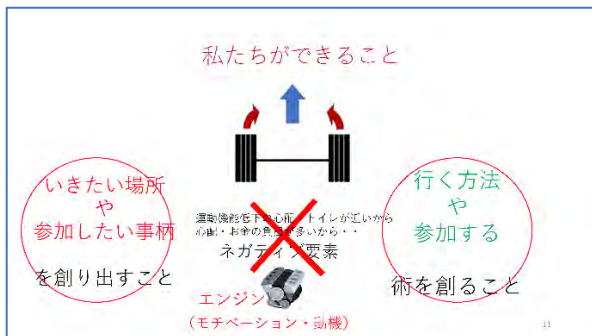 私たちができること
いきたい場所
や
参加したい事柄
を創り出すこと
運動機能低下の心配・トイレが近いから
心配・お金の負担が多いから・・
ネガティブ要素
エンジン
(モチベーション・動機)
行く方法
や
参加する
術を創ること